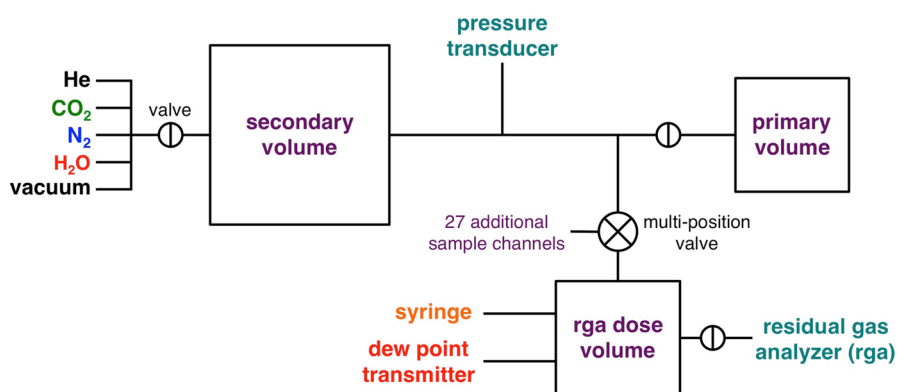 pressure
transducer
He
CO₂
N₂
H₂O
vacuum
valve
secondary
volume
primary
volume
27 additional
sample channels
multi-position
valve
syringe
dew point
transmitter
rga dose
volume
residual gas
analyzer (rga)